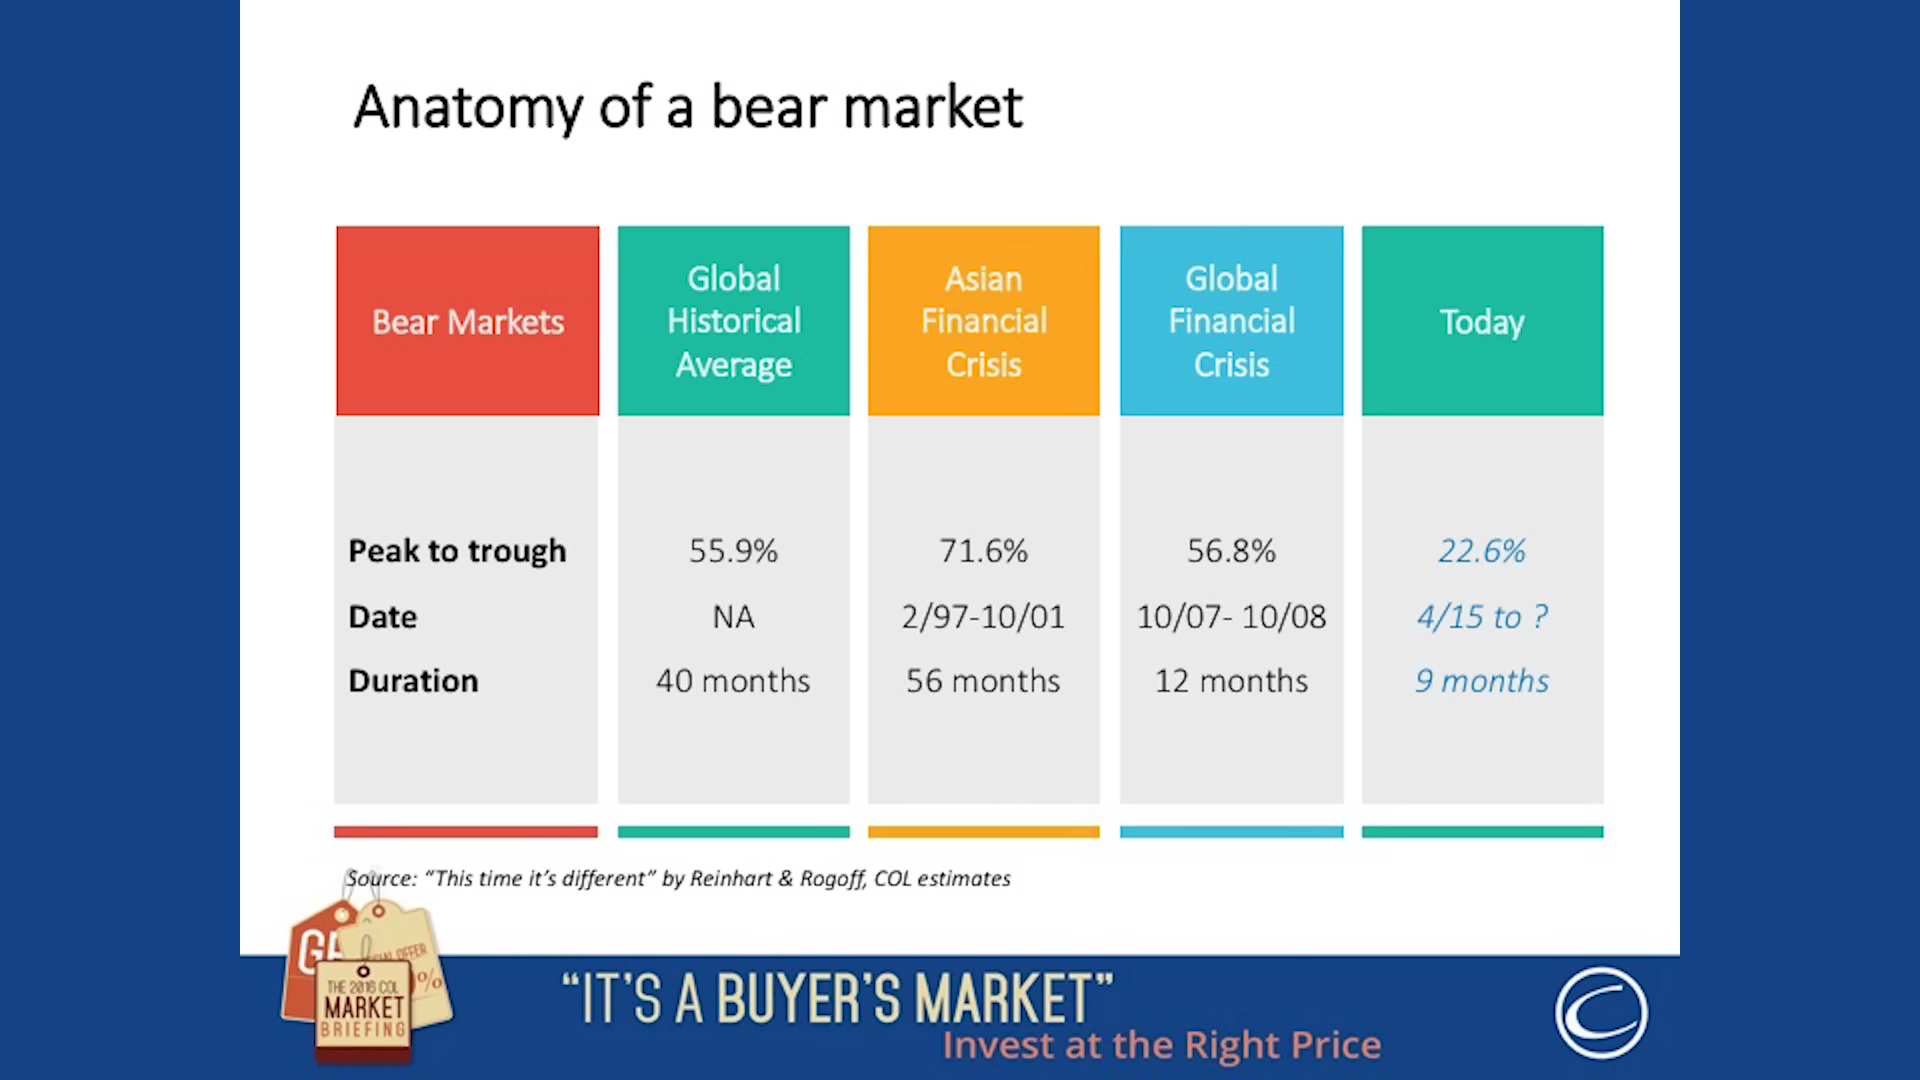 Anatomy of a bear market
Bear Markets
Global
Historical
Average
Asian
Financial
Crisis
Global
Financial
Crisis
Today
Peak to trough 55.9% 71.6% 56.8% 22.6%
Date NA 2/97-10/01 10/07- 10/08 4/15 to ?
Duration 40 months 56 months 12 months 9 months
Source: “This time it’s different” by Reinhart & Rogoff, COL estimates
OFFER
%
THE 2016 COL
MARKET
BRIEFING
“IT’S A BUYER’S MARKET”
Invest at the Right Price